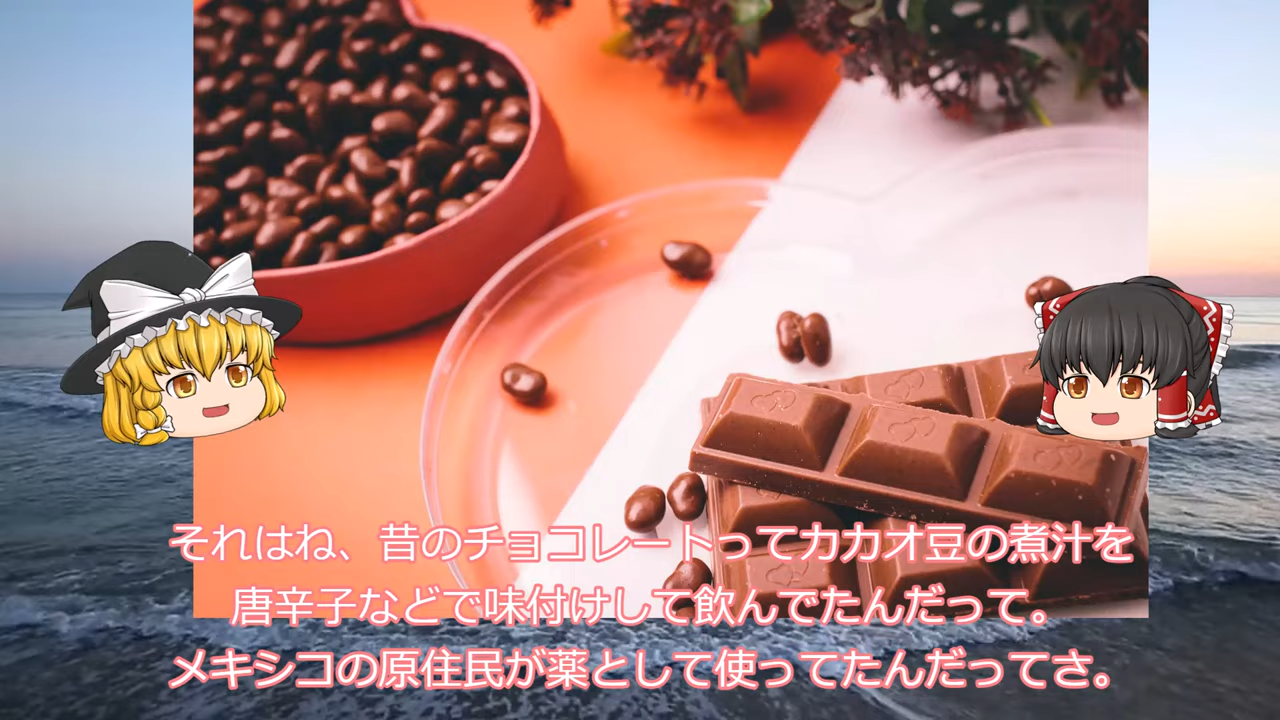 それはね、昔のチョコレートってカカオ豆の煮汁を
唐辛子などで味付けして飲んでたんだって。
メキシコの原住民が薬として使ってたんだってさ。